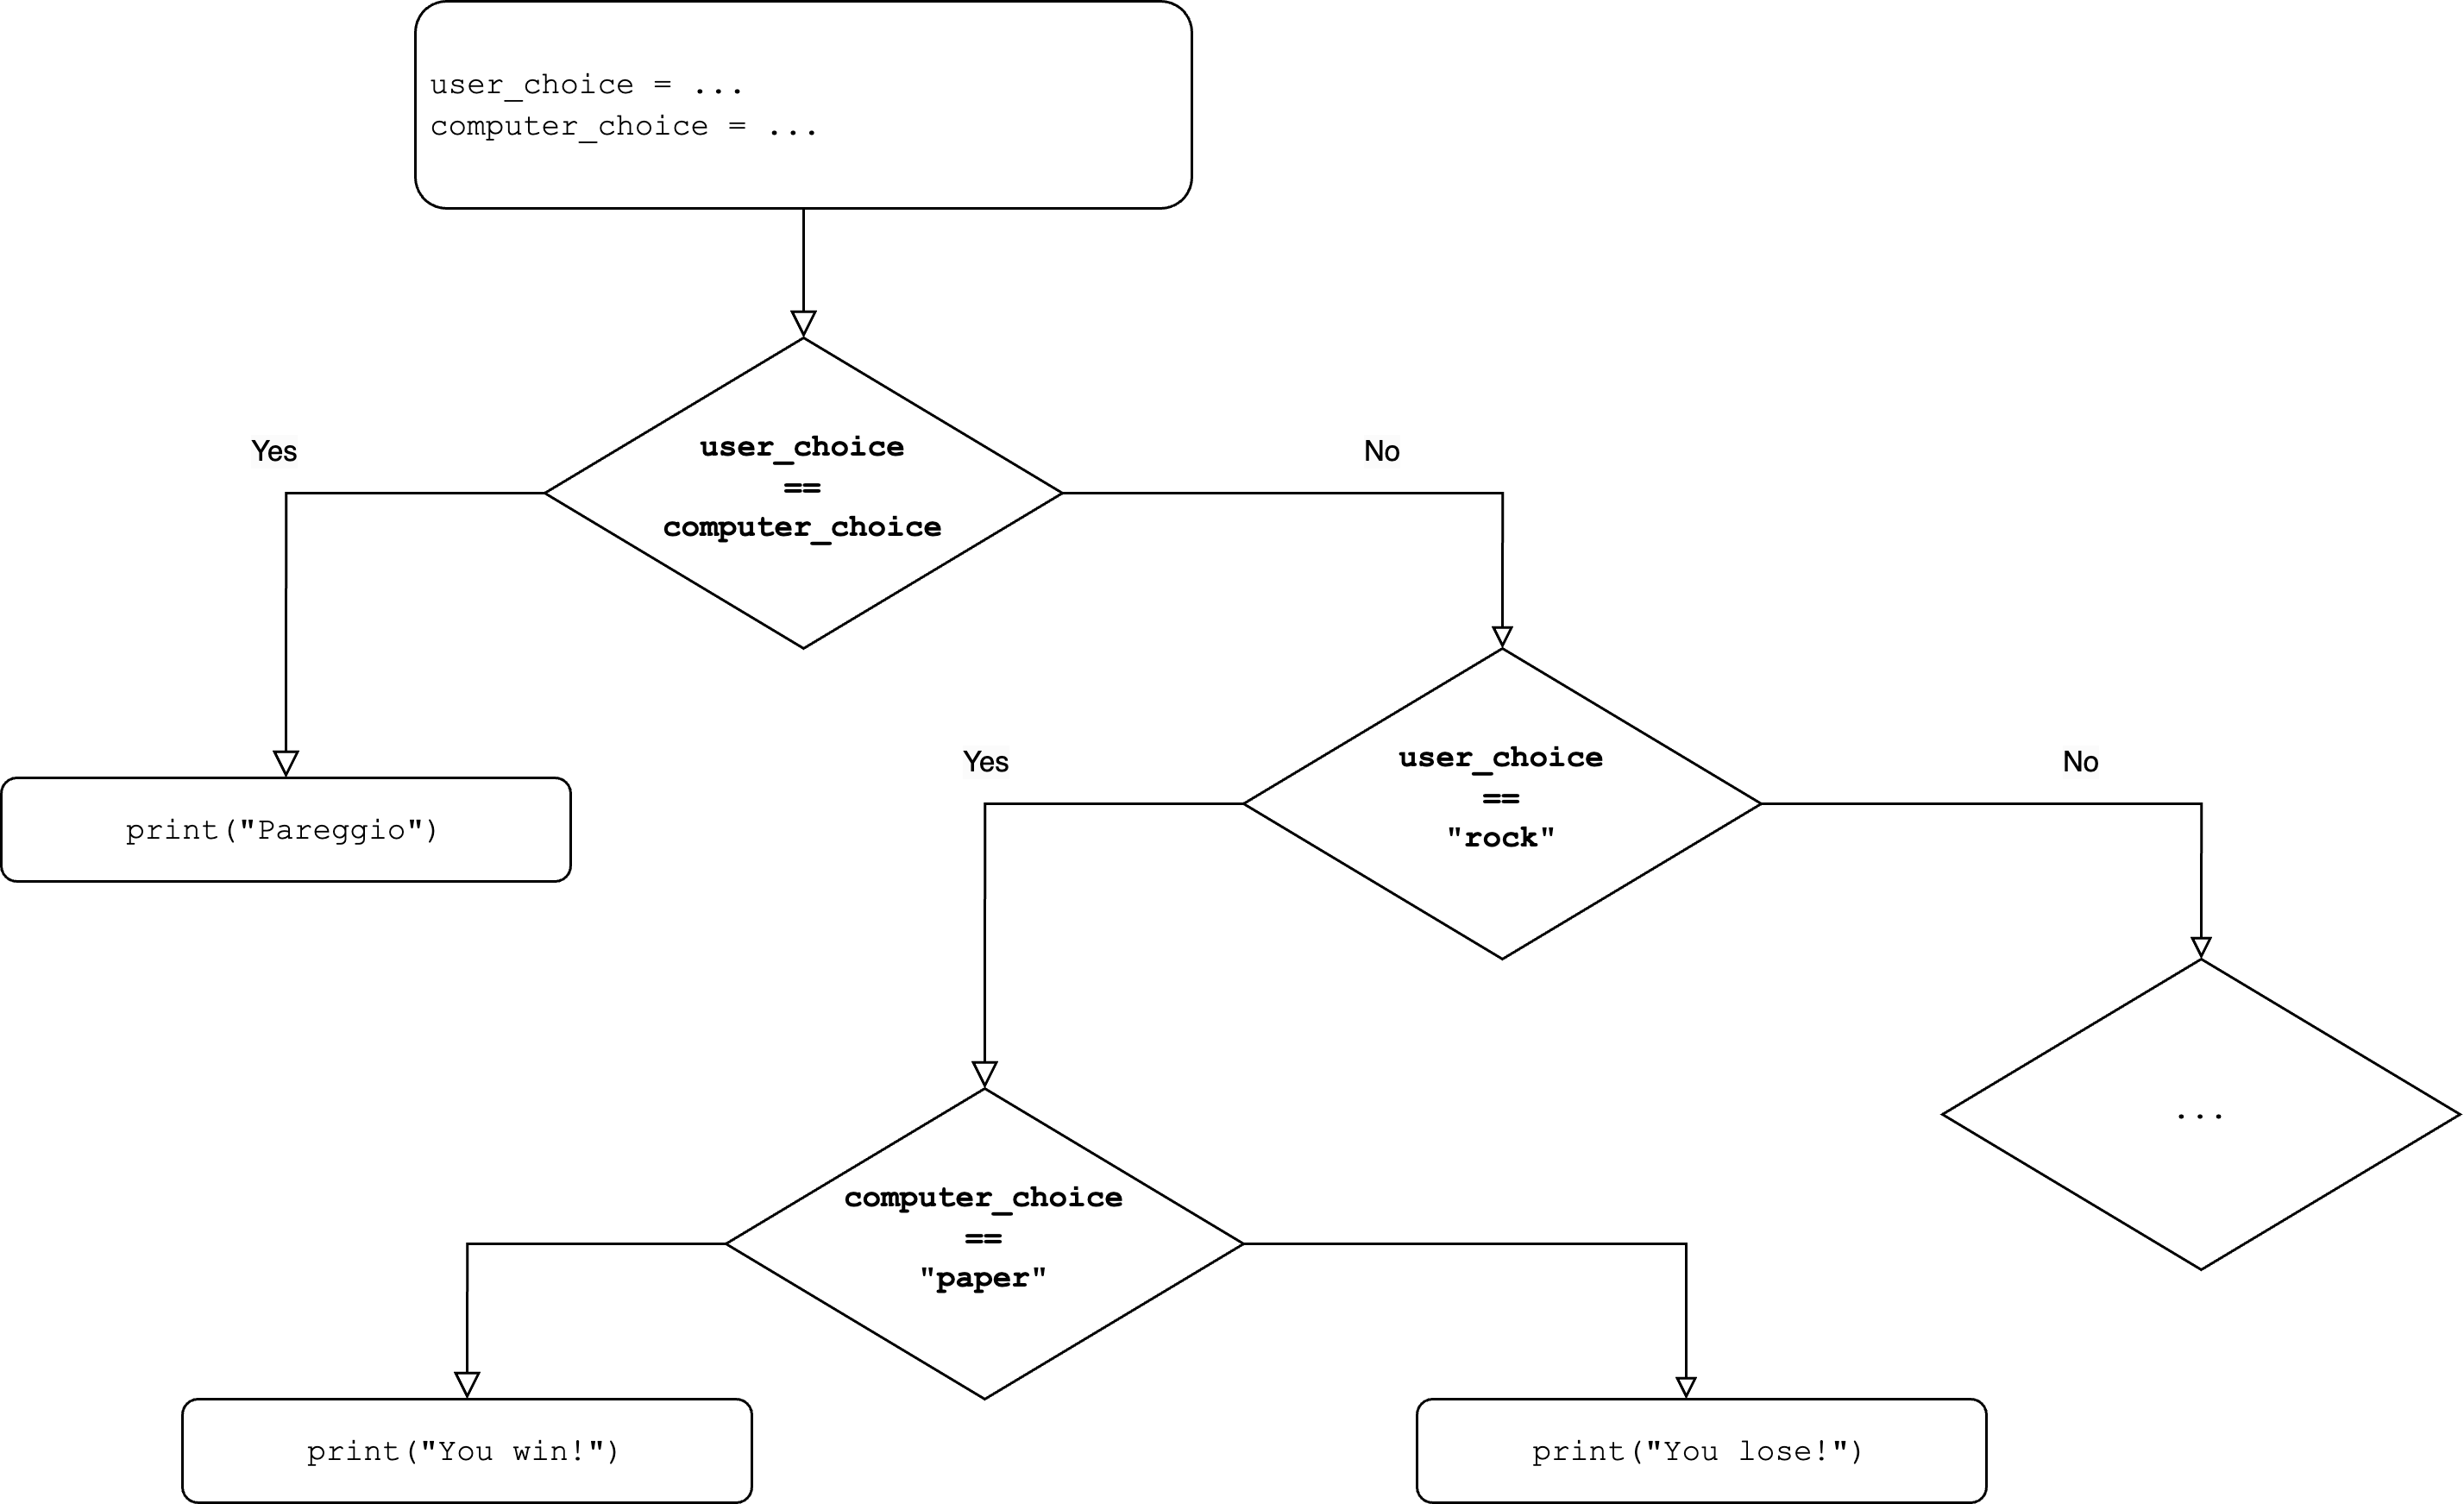 user_choice = ...
computer_choice = ...
Yes
user_choice
==
computer_choice
No
print("Pareggio")
Yes
user_choice
==
"rock"
No
...
computer_choice
==
"paper"
print("You win!")
print("You lose!")